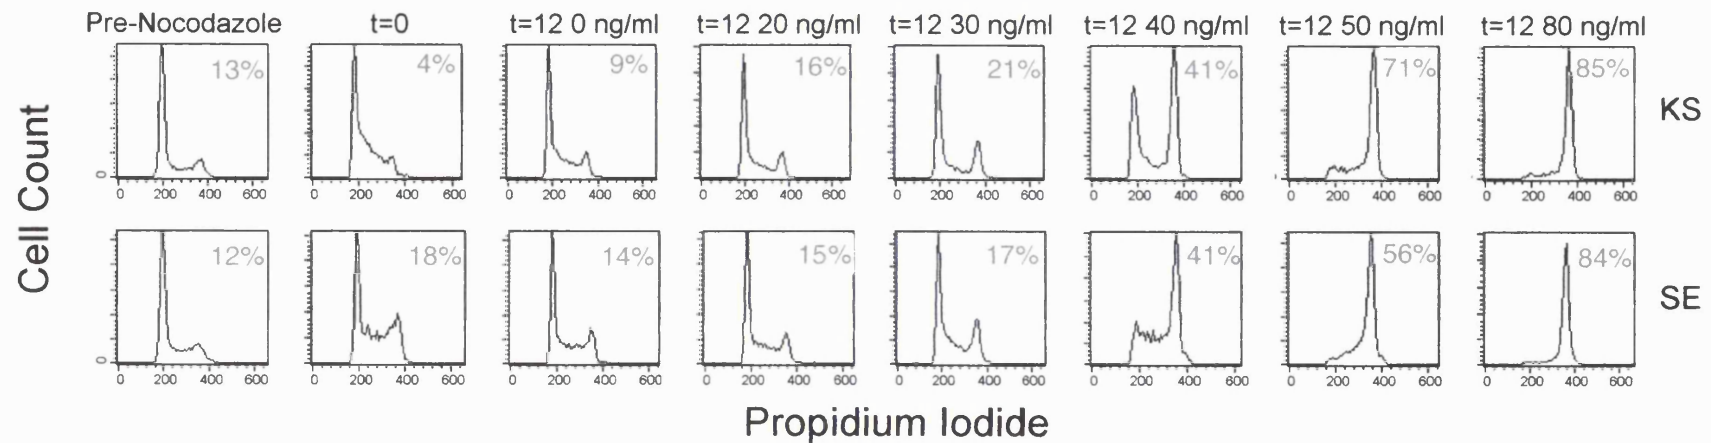 Pre-Nocodazole t=0 t=12 0 ng/ml t=12 20 ng/ml t=12 30 ng/ml t=12 40 ng/ml t=12 50 ng/ml t=12 80 ng/ml
13% 4% 9% 16% 21% 41% 71% 85%
KS
0
0 200 400 600 0 200 400 600 0 200 400 600 0 200 400 600 0 200 400 600 0 200 400 600 0 200 400 600 0 200 400 600
Cell Count
12% 18% 14% 15% 17% 41% 56% 84%
SE
0
0 200 400 600 0 200 400 600 0 200 400 600 0 200 400 600 0 200 400 600 0 200 400 600 0 200 400 600 0 200 400 600
Propidium Iodide